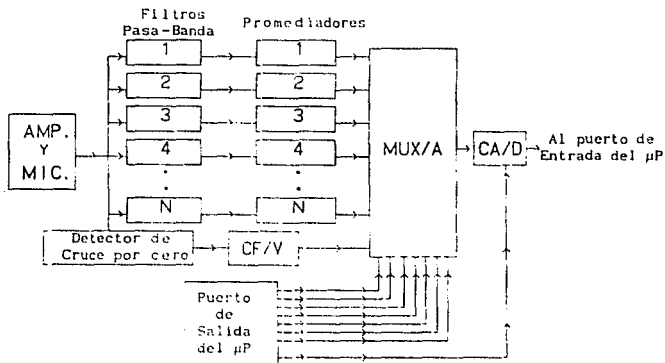 Filtros
Pasa-Banda
Promediadores
1
1
2
2
3
3
4
4
N
N
AMP.
Y
MIC.
MUX/A
CA/D
Al puerto de
Entrada del µP
Detector de
Cruce por cero
CF/V
Puerto
de
Salida
del µP